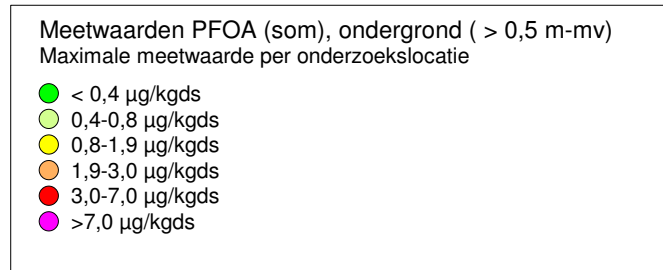 Meetwaarden PFOA (som), ondergrond ( > 0,5 m-mv)
Maximale meetwaarde per onderzoekslocatie
< 0,4 µg/kgds
0,4-0,8 µg/kgds
0,8-1,9 µg/kgds
1,9-3,0 µg/kgds
3,0-7,0 µg/kgds
>7,0 µg/kgds